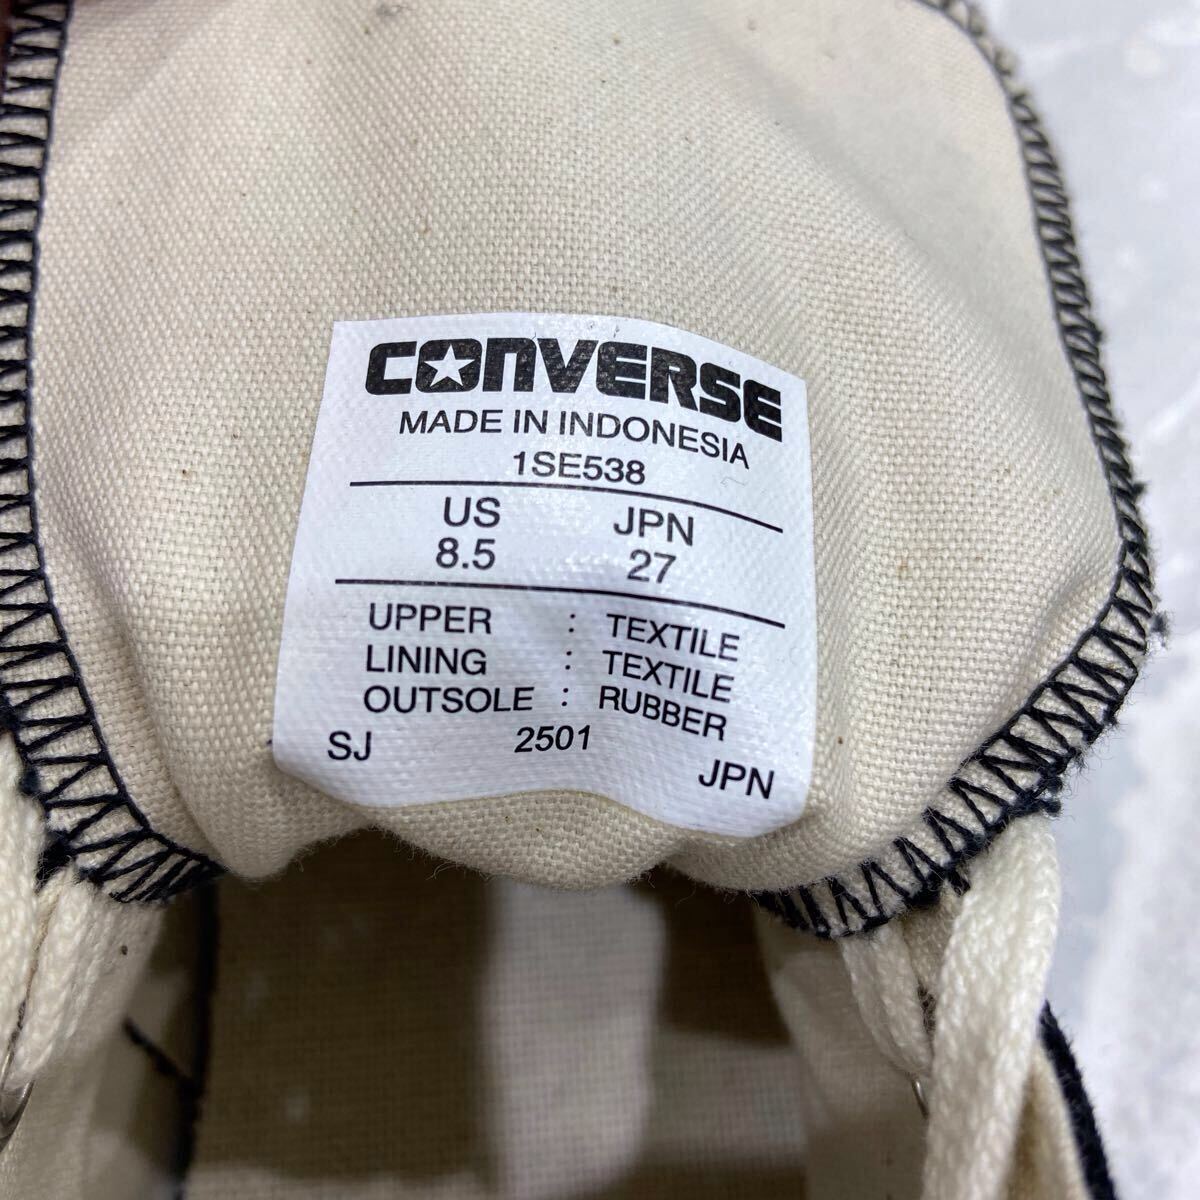 CONVERSE
MADE IN INDONESIA
1SE538
US JPN
8.5 27
UPPER : TEXTILE
LINING : TEXTILE
OUTSOLE : RUBBER
SJ 2501 JPN